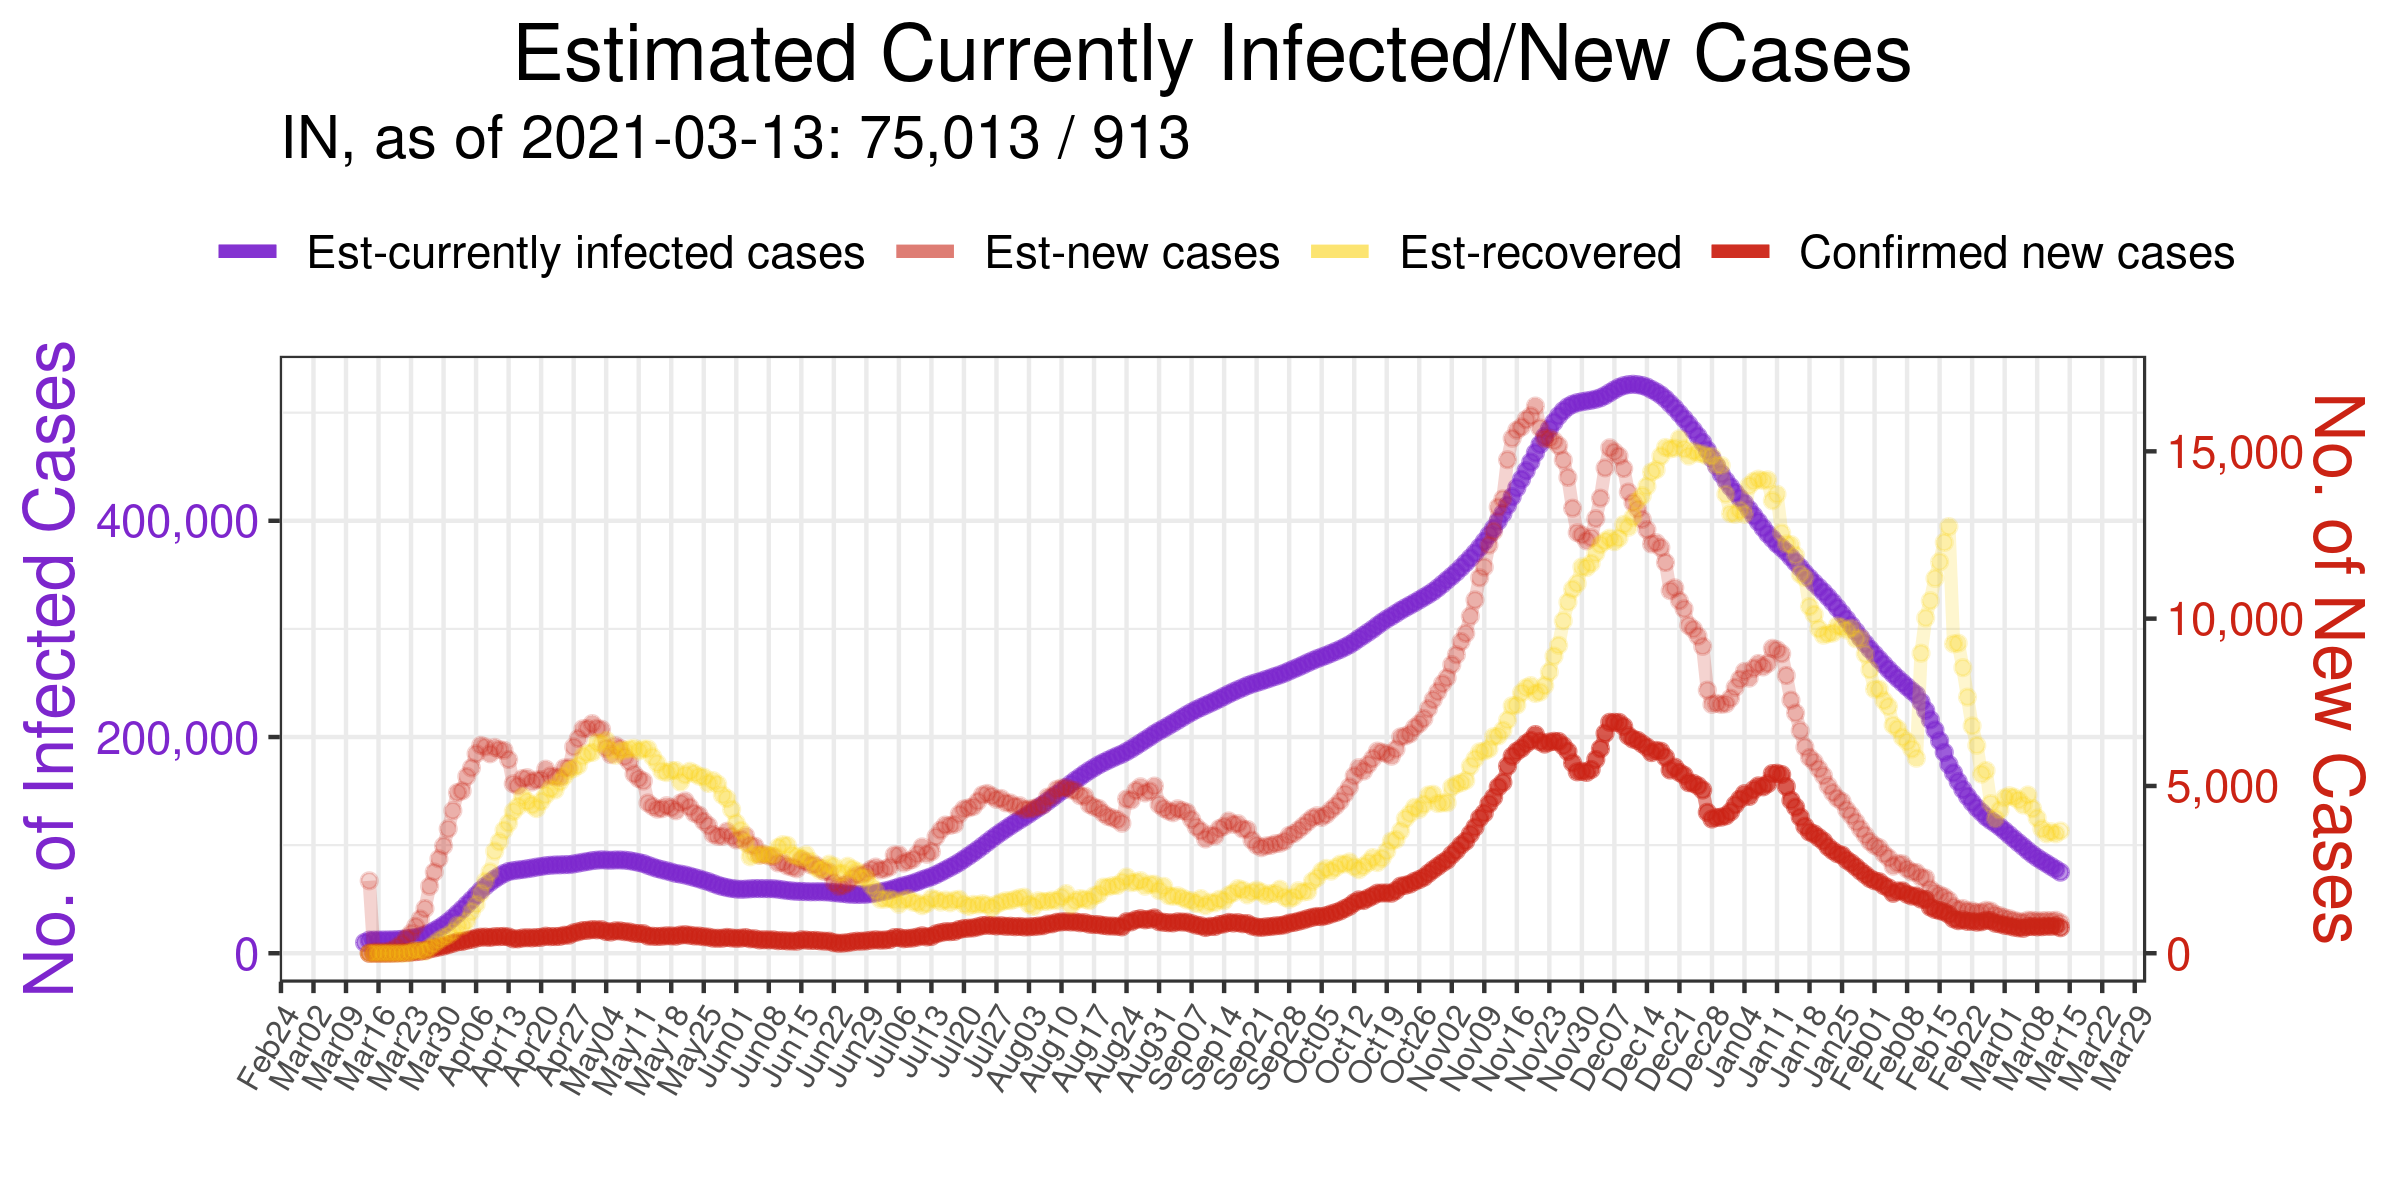 Estimated Currently Infected/New Cases
IN, as of 2021-03-13: 75,013 / 913
Est-currently infected cases Est-new cases Est-recovered Confirmed new cases
No. of Infected Cases
400,000
200,000
0
15,000
10,000
5,000
0
No. of New Cases
Feb24 Mar02 Mar09 Mar16 Mar23 Mar30 Apr06 Apr13 Apr20 Apr27 May04 May11 May18 May25 Jun01 Jun08 Jun15 Jun22 Jun29 Jul06 Jul13 Jul20 Jul27 Aug03 Aug10 Aug17 Aug24 Aug31 Sep07 Sep14 Sep21 Sep28 Oct05 Oct12 Oct19 Oct26 Nov02 Nov09 Nov16 Nov23 Nov30 Dec07 Dec14 Dec21 Dec28 Jan04 Jan11 Jan18 Jan25 Feb01 Feb08 Feb15 Feb22 Mar01 Mar08 Mar15 Mar22 Mar29